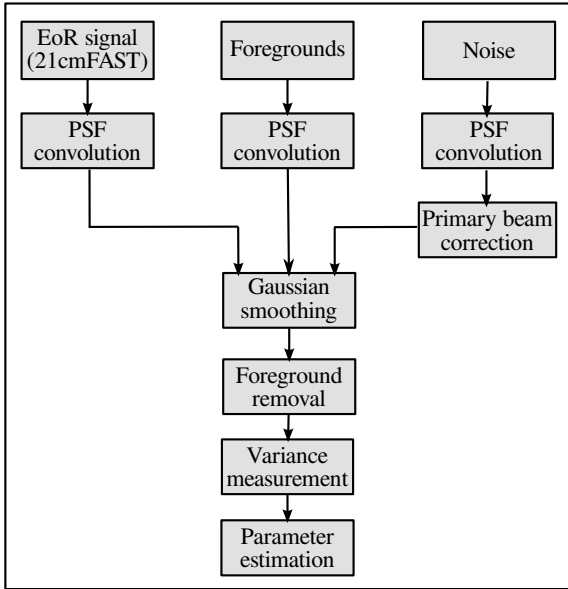 EoR signal
(21cmFAST)
Foregrounds
Noise
PSF
convolution
PSF
convolution
PSF
convolution
Primary beam
correction
Gaussian
smoothing
Foreground
removal
Variance
measurement
Parameter
estimation